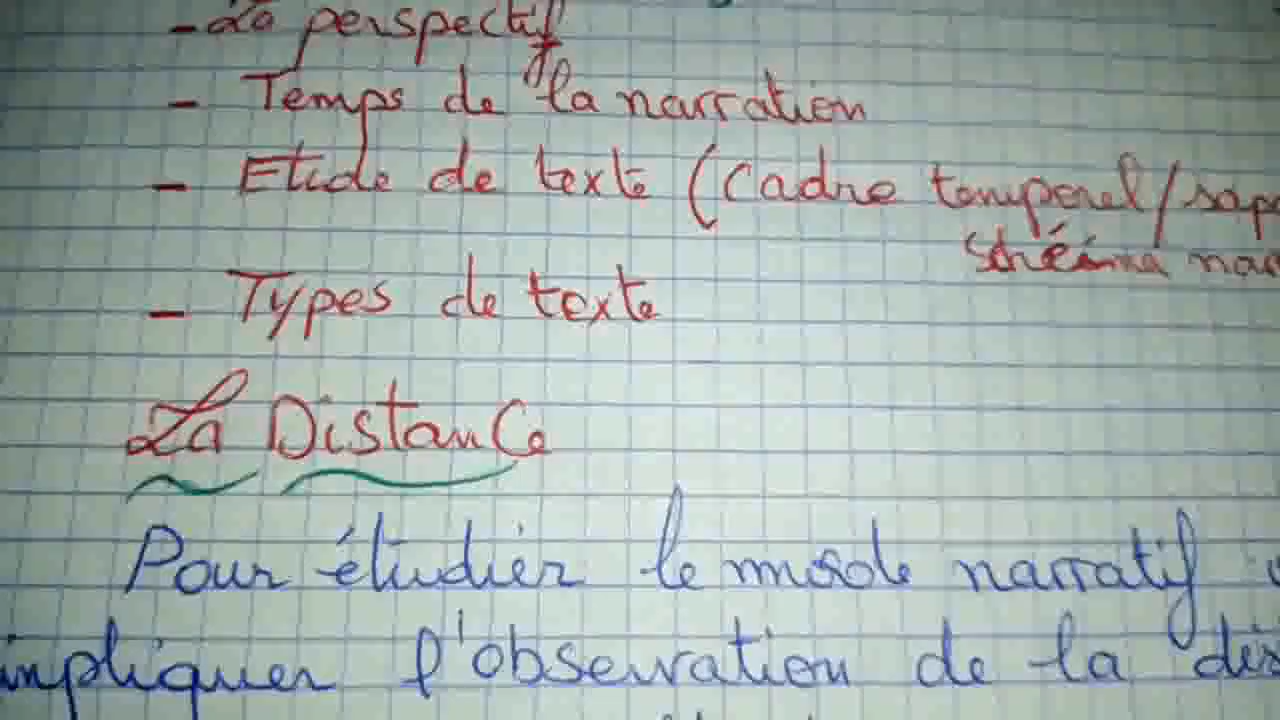 - La perspectif
- Temps de la narration
- Etide de texte (Cadre temporel/
Schéma
- Types de texte
La Distance
Pour étudier le mode narratif
impliquer l'observation de la